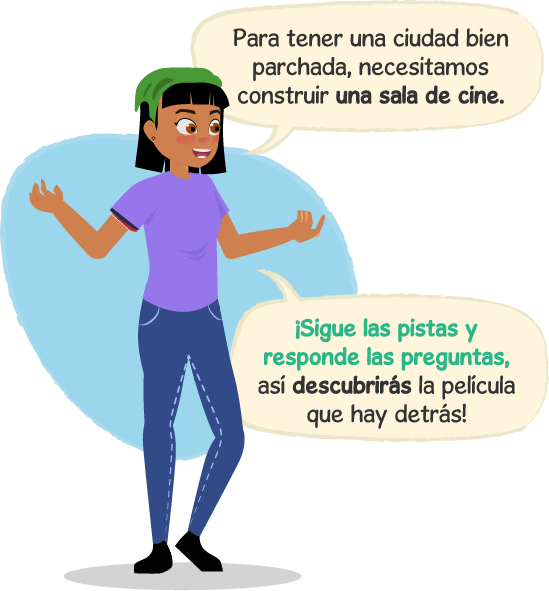 Para tener una ciudad bien
parchada, necesitamos
construir una sala de cine.
¡Sigue las pistas y
responde las preguntas,
así descubrirás la película
que hay detrás!